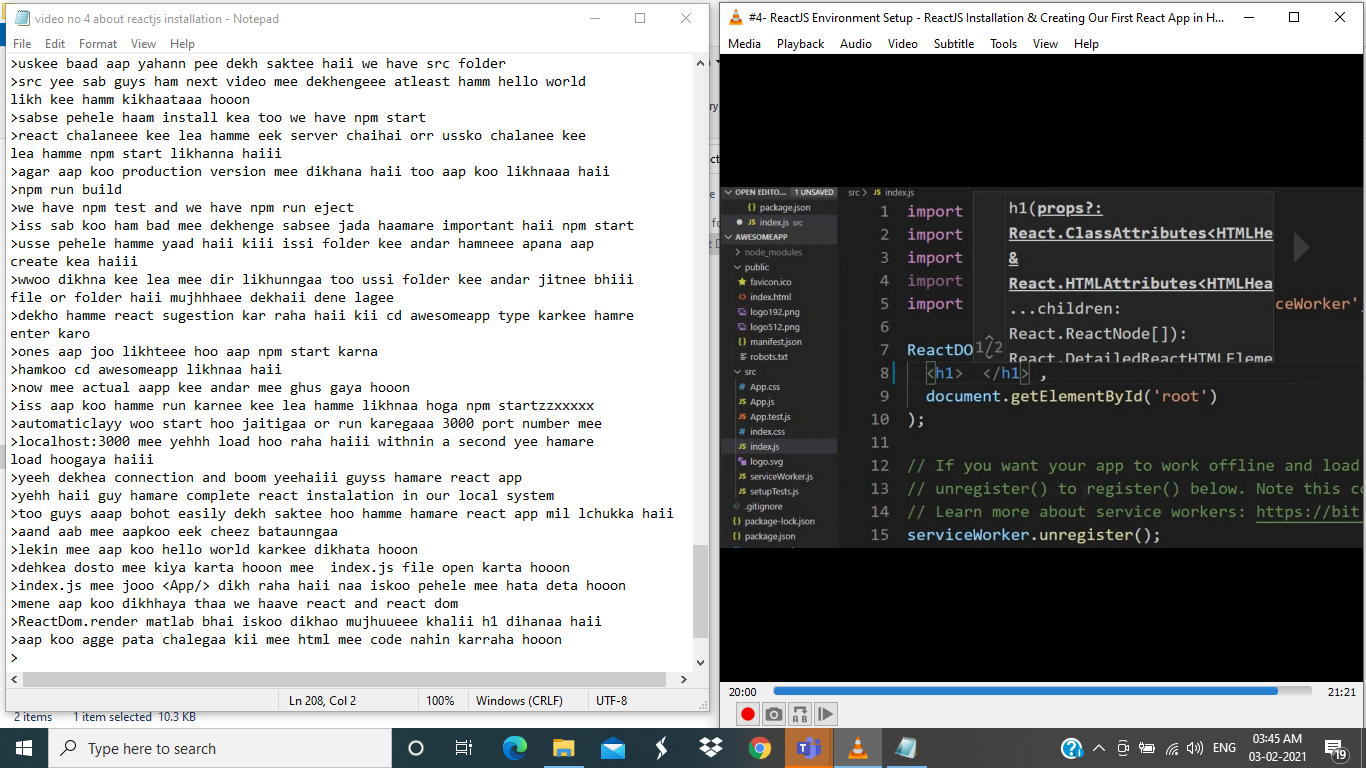 video no 4 about reactjs installation - Notepad
File Edit Format View Help
>uskee baad aap yahann pee dekh saktee haii we have src folder
>src yee sab guys ham next video mee dekhengeee atleast hamm hello world
likh kee hamm kikhaataaa hooon
>sabse pehele haam install kea too we have npm start
>react chalaneee kee lea hamme eek server chaihai orr ussko chalanee kee
lea hamme npm start likhanna haiii
>agar aap koo production version mee dikhana haii too aap koo likhnaaa haii
>npm run build
>we have npm test and we have npm run eject
>iss sab koo ham bad mee dekhenge sabsee jada haamare important haii npm start
>usse pehele hamme yaad haii kiii issi folder kee andar hamneee apana aap
create kea haiii
>wwoo dikhna kee lea mee dir likhunngaa too ussi folder kee andar jitnee bhiii
file or folder haii mujhhhaee dekhaii dene lagee
>dekho hamme react sugestion kar raha haii kii cd awesomeapp type karkee hamre
enter karo
>ones aap joo likhteee hoo aap npm start karna
>hamkoo cd awesomeapp likhnaa haii
>now mee actual aapp kee andar mee ghus gaya hooon
>iss aap koo hamme run karnee kee lea hamme likhnaa hoga npm startzzxxxxx
>automaticlayy woo start hoo jaitigaa or run karegaaa 3000 port number mee
>localhost:3000 mee yehhh load hoo raha haiii withnin a second yee hamare
load hoogaya haiii
>yeeh dekhea connection and boom yeehaiii guyss hamare react app
>yehh haii guy hamare complete react instalation in our local system
>too guys aaap bohot easily dekh saktee hoo hamme hamare react app mil lchukka haii
>aand aab mee aapkoo eek cheez bataunngaa
>lekin mee aap koo hello world karkee dikhata hooon
>dehkea dosto mee kiya karta hooon mee  index.js file open karta hooon
>index.js mee jooo <App/> dikh raha haii naa iskoo pehele mee hata deta hooon
>mene aap koo dikhhaya thaa we haave react and react dom
>ReactDom.render matlab bhai iskoo dikhao mujhuueee khalii h1 dihanaa haii
>aap koo agge pata chalegaa kii mee html mee code nahin karraha hooon
>
Ln 208, Col 2 100% Windows (CRLF) UTF-8
2 items 1 item selected 10.3 KB
#4- ReactJS Environment Setup - ReactJS Installation & Creating Our First React App in H...
Media Playback Audio Video Subtitle Tools View Help
OPEN EDITO... 1 UNSAVED
package.json
index.js src
AWESOMEAPP
node_modules
public
favicon.ico
index.html
logo192.png
logo512.png
manifest.json
robots.txt
src
App.css
App.js
App.test.js
index.css
index.js
logo.svg
serviceWorker.js
setupTests.js
.gitignore
package-lock.json
package.json
src > index.js
1 import
2 import
3 import
4 import
5 import ceWorker'
6
7 ReactDO
8 <h1>  </h1> ,
9 document.getElementById('root')
10 );
11
12 // If you want your app to work offline and load
13 // unregister() to register() below. Note this co
14 // Learn more about service workers: https://bit
15 serviceWorker.unregister();
h1(props?:
React.ClassAttributes<HTMLHe
&
React.HTMLAttributes<HTMLHea
...children:
React.ReactNode[]):
React.DetailedReactHTMLEleme
1/2
20:00 21:21
Type here to search
ENG
03:45 AM
03-02-2021
19